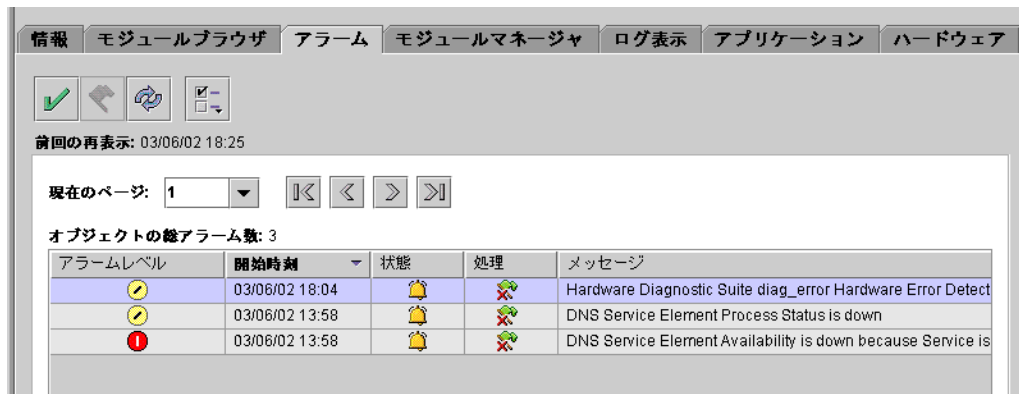 情報 モジュールブラウザ アラーム モジュールマネージャ ログ表示 アプリケーション ハードウェア
前回の再表示: 03/06/02 18:25
現在のページ: 1
オブジェクトの総アラーム数: 3
アラームレベル 開始時刻 状態 処理 メッセージ
03/06/02 18:04 Hardware Diagnostic Suite diag_error Hardware Error Detect
03/06/02 13:58 DNS Service Element Process Status is down
03/06/02 13:58 DNS Service Element Availability is down because Service is